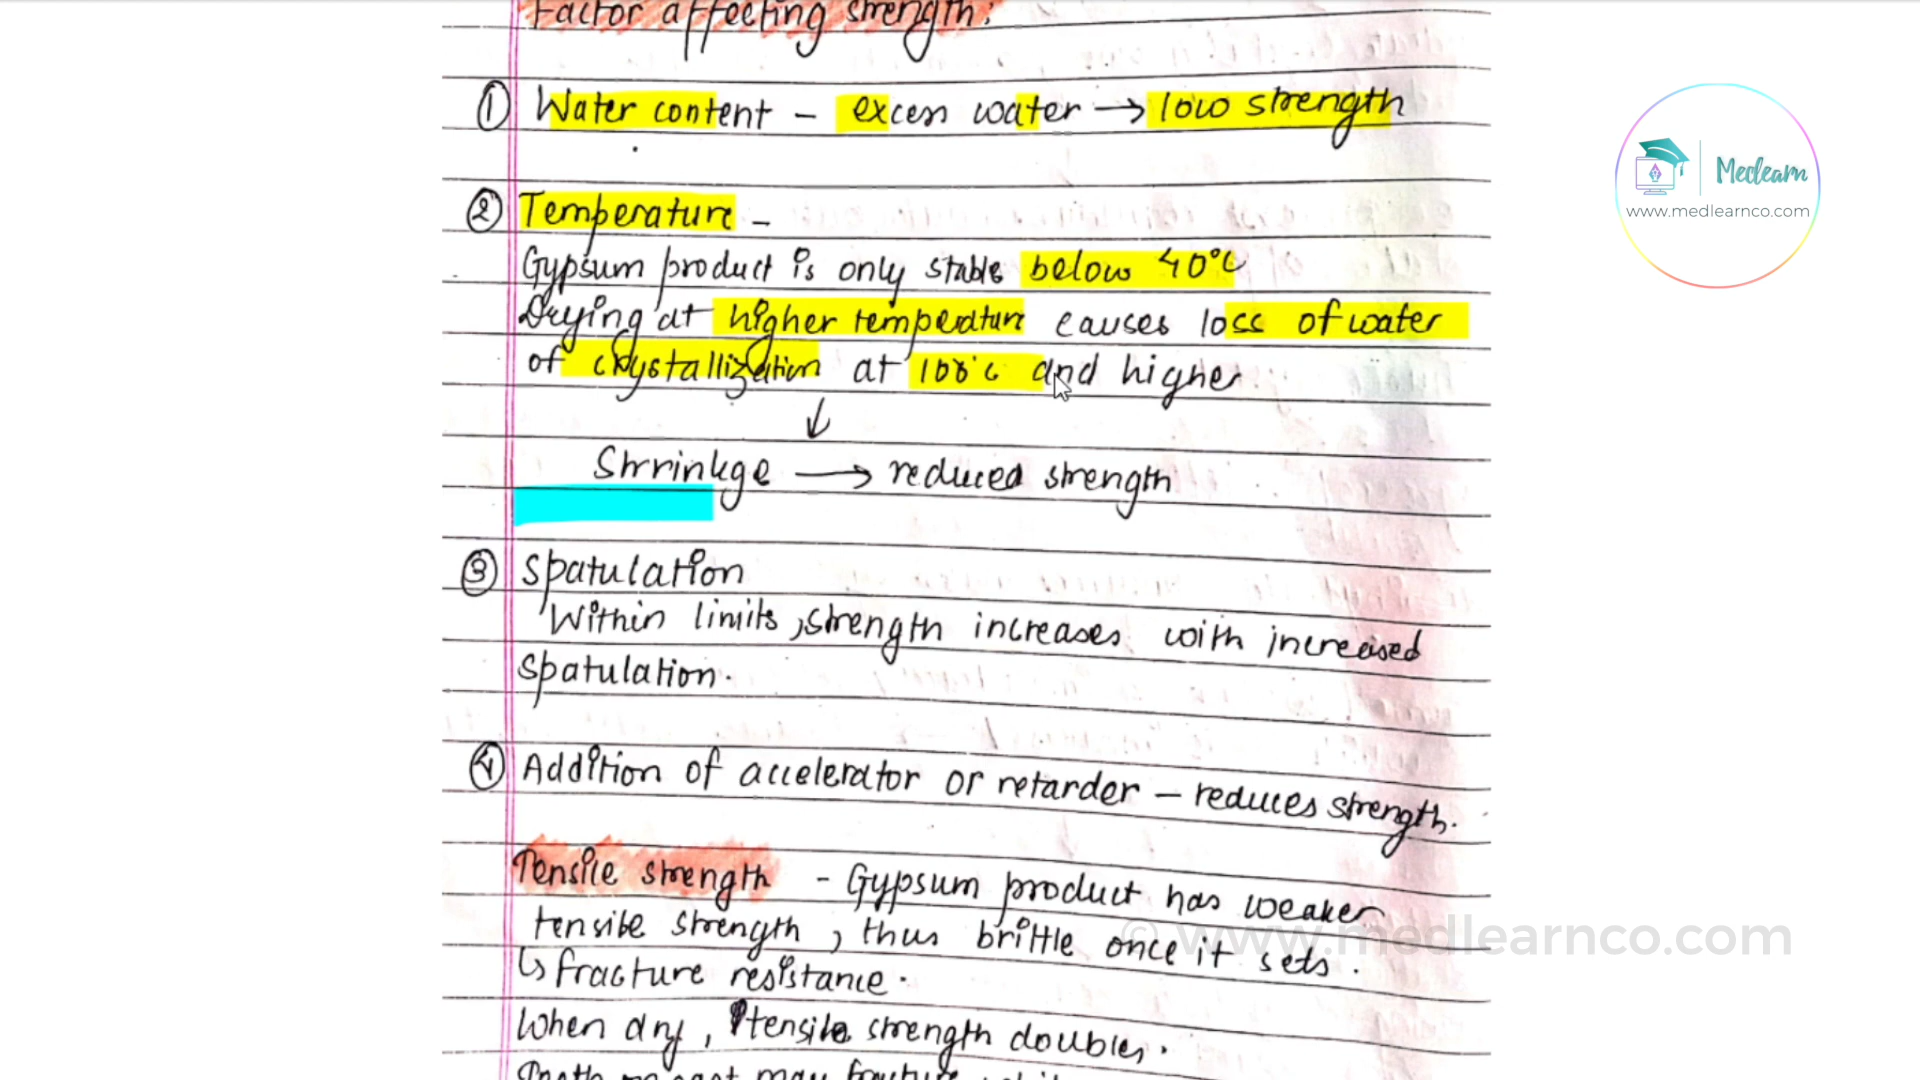 Factor affecting strength:
① Water content - excess water → low strength
② Temperature -
Gypsum product is only stable below 40°C
Drying at higher temperature causes loss of water
of crystallization at 100°C and higher
↓
Shrrinkge → reduced strength
③ Spatulation
Within limits, strength increases with increased
spatulation.
④ Addition of accelerator or retarder - reduces strength.
Tensile strength - Gypsum product has weaker
tensile strength, thus brittle once it sets.
↳ fracture resistance.
When dry, tensile strength doubles.
Medlearn
www.medlearnco.com
© www.medlearnco.com